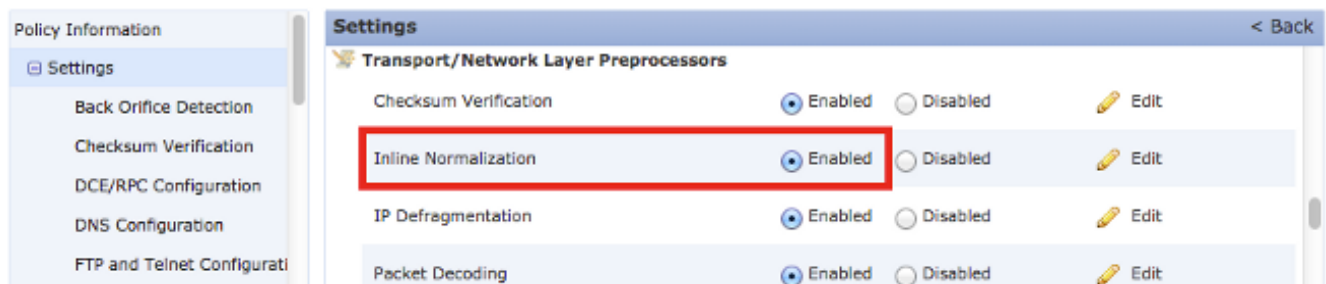 Policy Information
Settings
Back Orifice Detection
Checksum Verification
DCE/RPC Configuration
DNS Configuration
FTP and Telnet Configurati
Settings < Back
Transport/Network Layer Preprocessors
Checksum Verification Enabled Disabled Edit
Inline Normalization Enabled Disabled Edit
IP Defragmentation Enabled Disabled Edit
Packet Decoding Enabled Disabled Edit